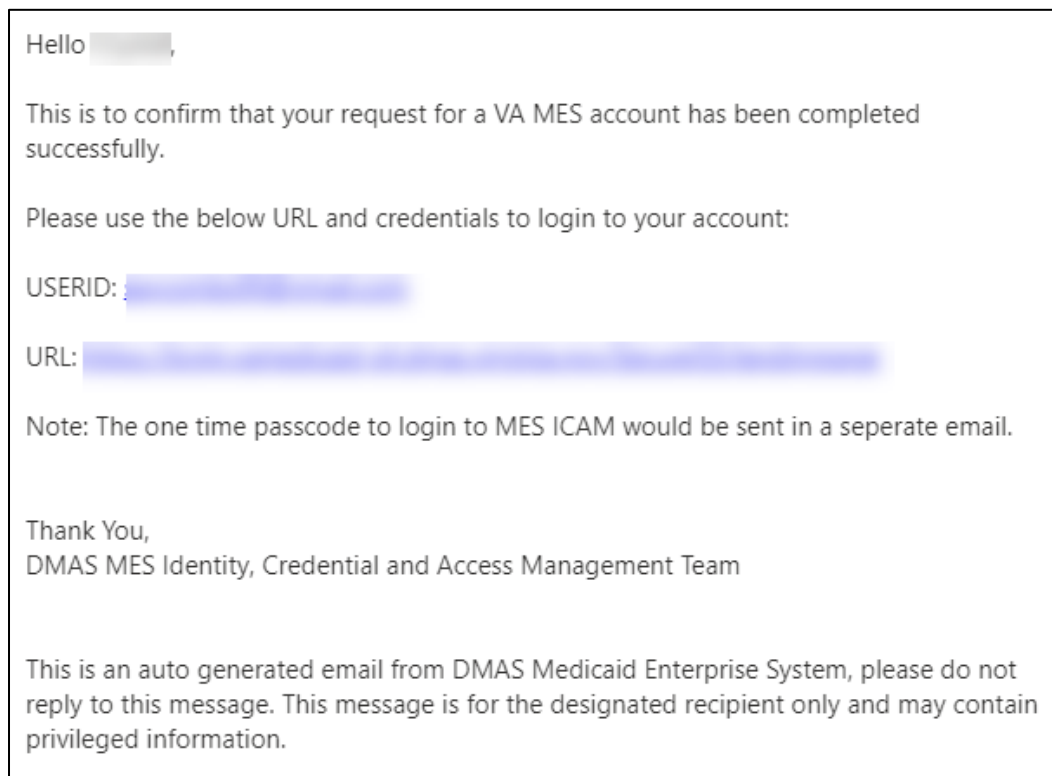 Hello ,
This is to confirm that your request for a VA MES account has been completed
successfully.
Please use the below URL and credentials to login to your account:
USERID:
URL:
Note: The one time passcode to login to MES ICAM would be sent in a seperate email.
Thank You,
DMAS MES Identity, Credential and Access Management Team
This is an auto generated email from DMAS Medicaid Enterprise System, please do not
reply to this message. This message is for the designated recipient only and may contain
privileged information.